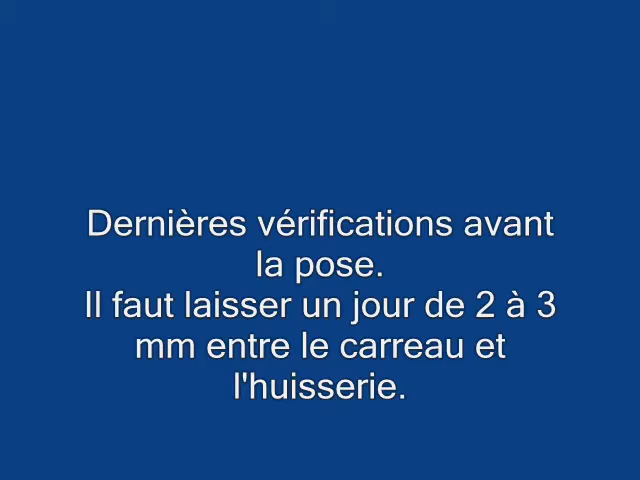 Dernières vérifications avant
la pose.
Il faut laisser un jour de 2 à 3
mm entre le carreau et
l'huisserie.